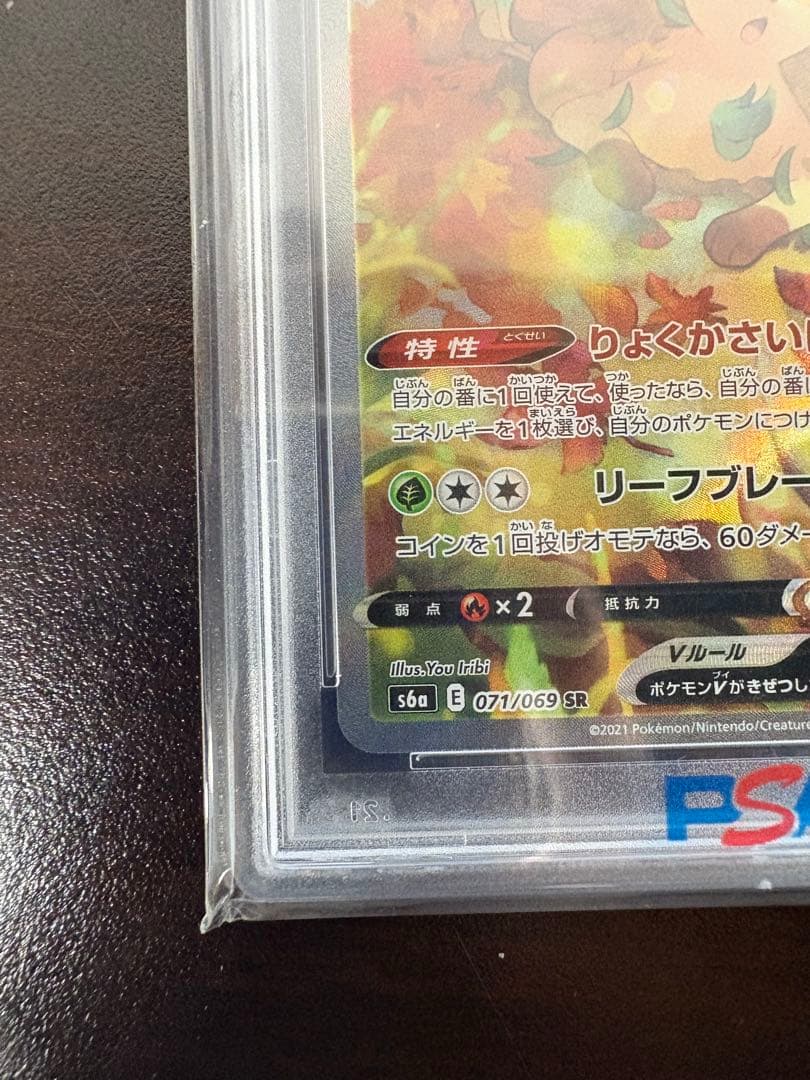 特性 とくせい りょくかさい
じぶん ばん かいつか つか じぶん ばん
自分の番に1回使えて、使ったなら、自分の番に
まいえら じぶん
エネルギーを1枚選び、自分のポケモンにつけ
リーフブレー
かい な
コインを1回投げオモテなら、60ダメー
弱点 ×2 抵抗力
Illus. You Iribi
Vルール
ブイ
s6a E 071/069 SR
ポケモンVがきぜつし
©2021 Pokémon/Nintendo/Creature
.21
PSA